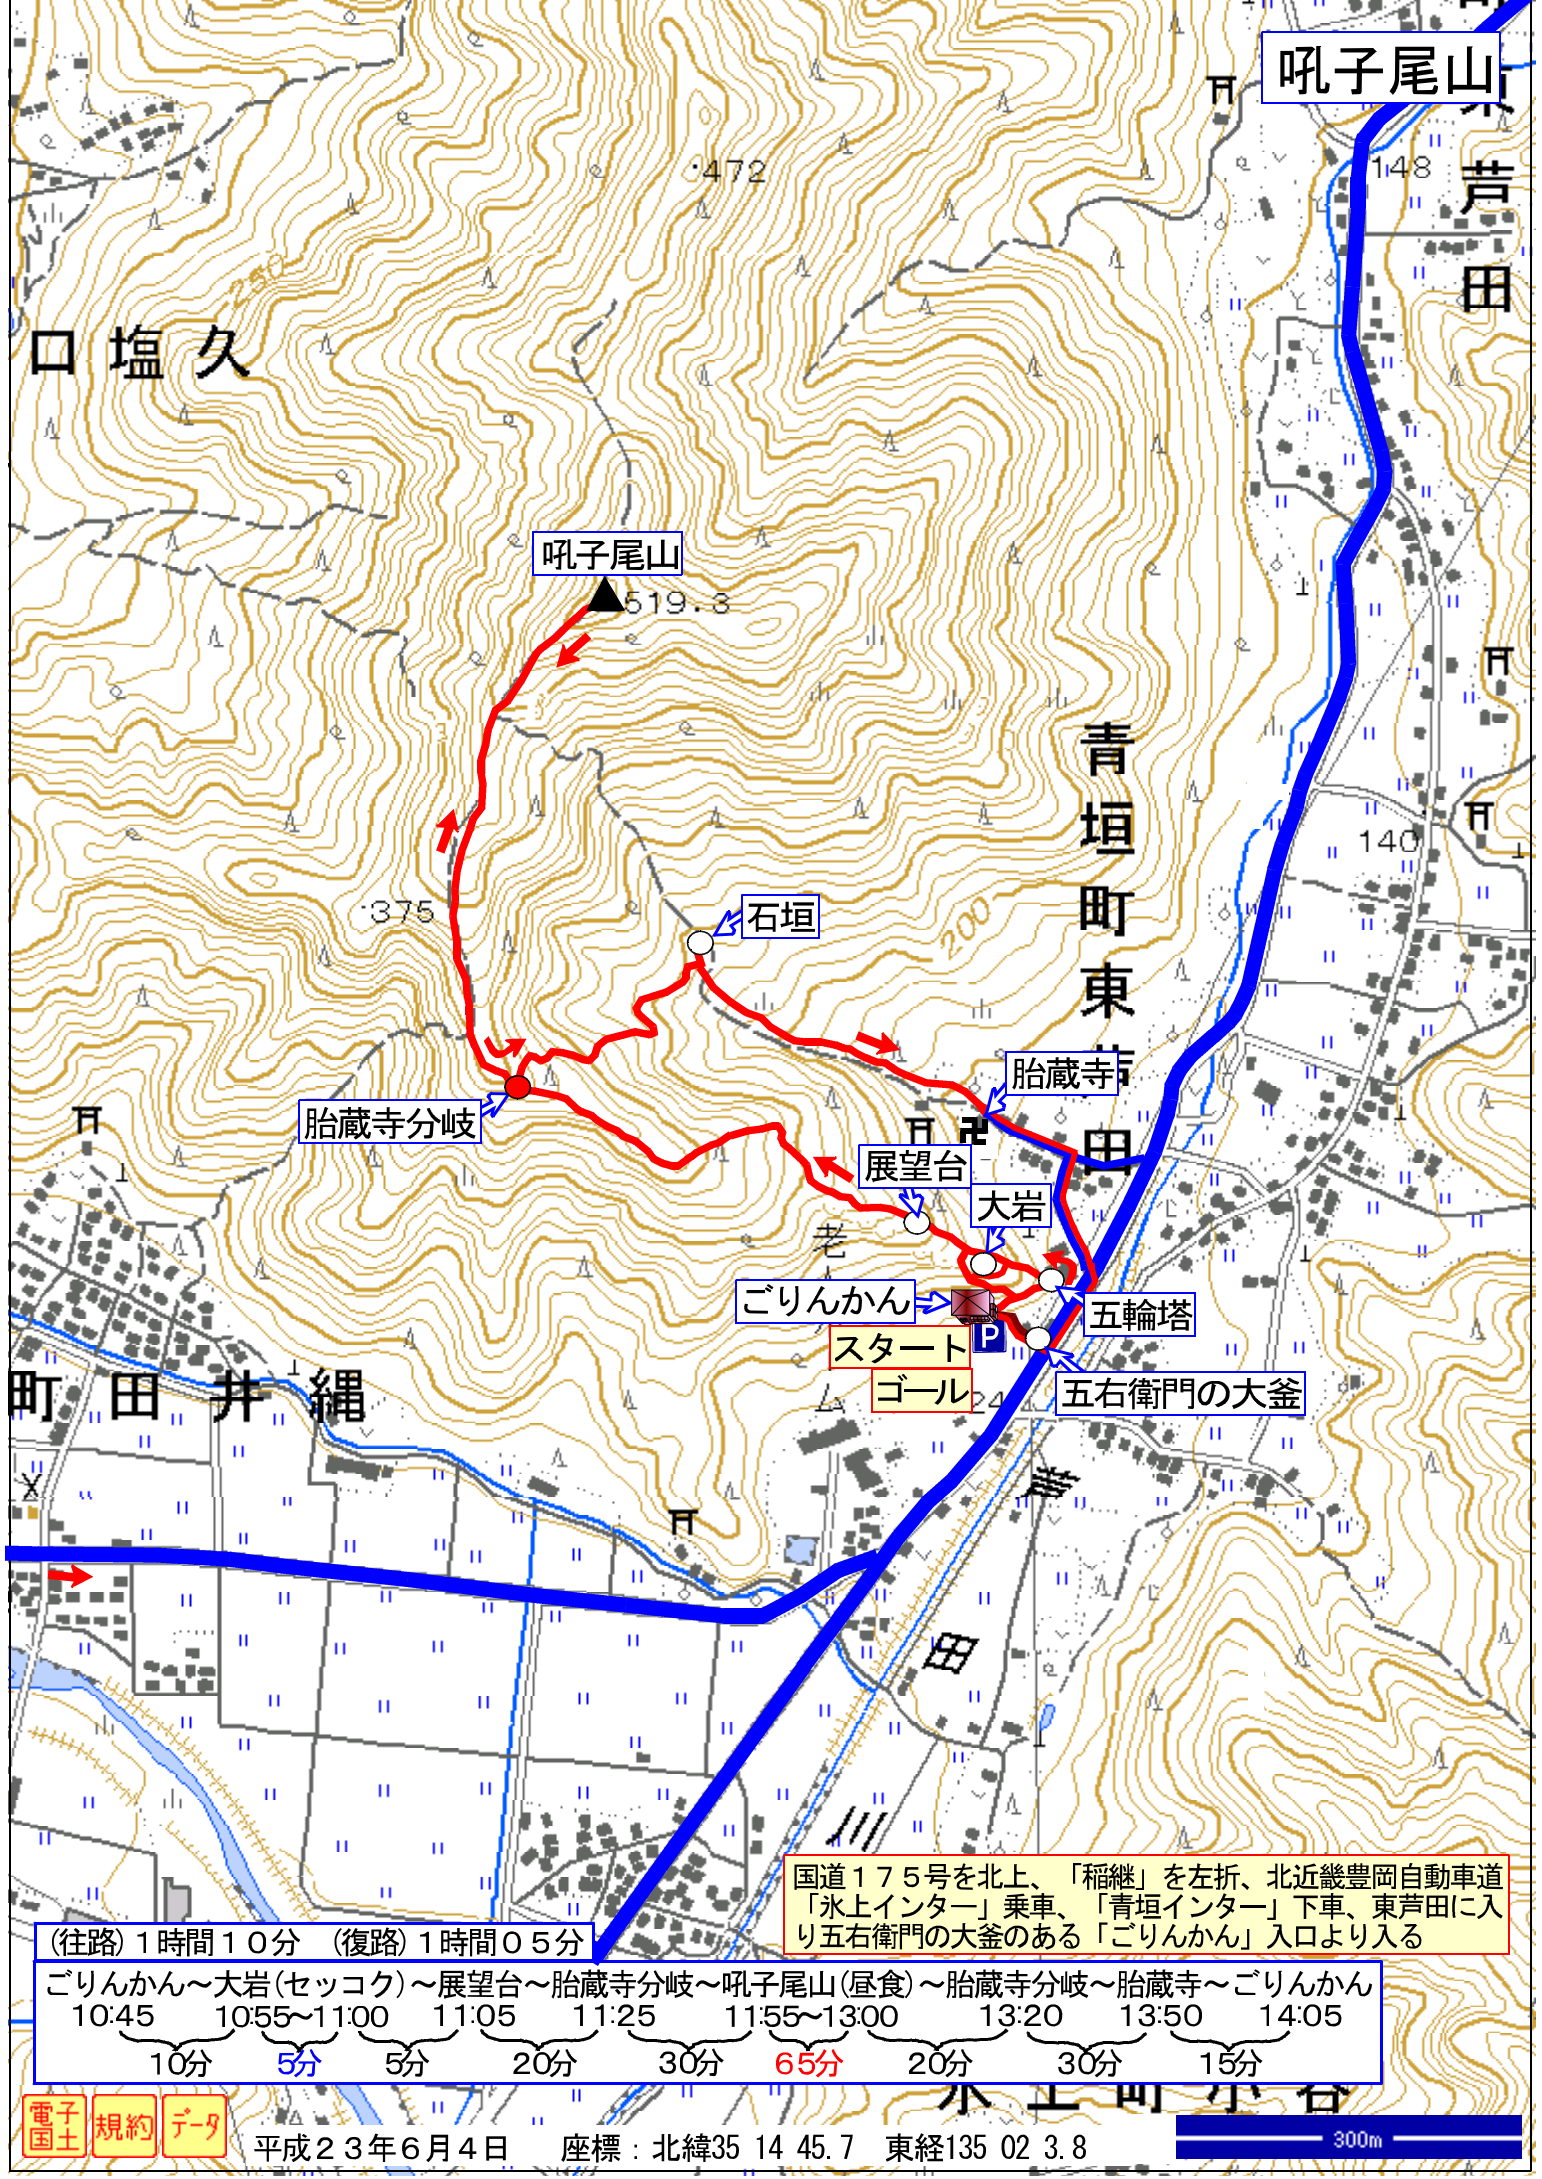 吼子尾山
東芦田
148
・472
250
口塩久
吼子尾山
519.3
青垣町東芦田
140
・375
200
石垣
胎蔵寺
胎蔵寺分岐
展望台
大岩
老
ごりんかん
五輪塔
P
スタート
ゴール
24
五右衛門の大釜
町田井縄
芦田川
国道175号を北上、「稲継」を左折、北近畿豊岡自動車道
「氷上インター」乗車、「青垣インター」下車、東芦田に入
り五右衛門の大釜のある「ごりんかん」入口より入る
(往路)1時間10分 (復路)1時間05分
ごりんかん～大岩(セッコク)～展望台～胎蔵寺分岐～吼子尾山(昼食)～胎蔵寺分岐～胎蔵寺～ごりんかん
10:45 10:55～11:00 11:05 11:25 11:55～13:00 13:20 13:50 14:05
10分 5分 5分 20分 30分 65分 20分 30分 15分
氷上町小谷
電子国土 規約 データ
平成23年6月4日 座標：北緯35 14 45.7 東経135 02 3.8
300m